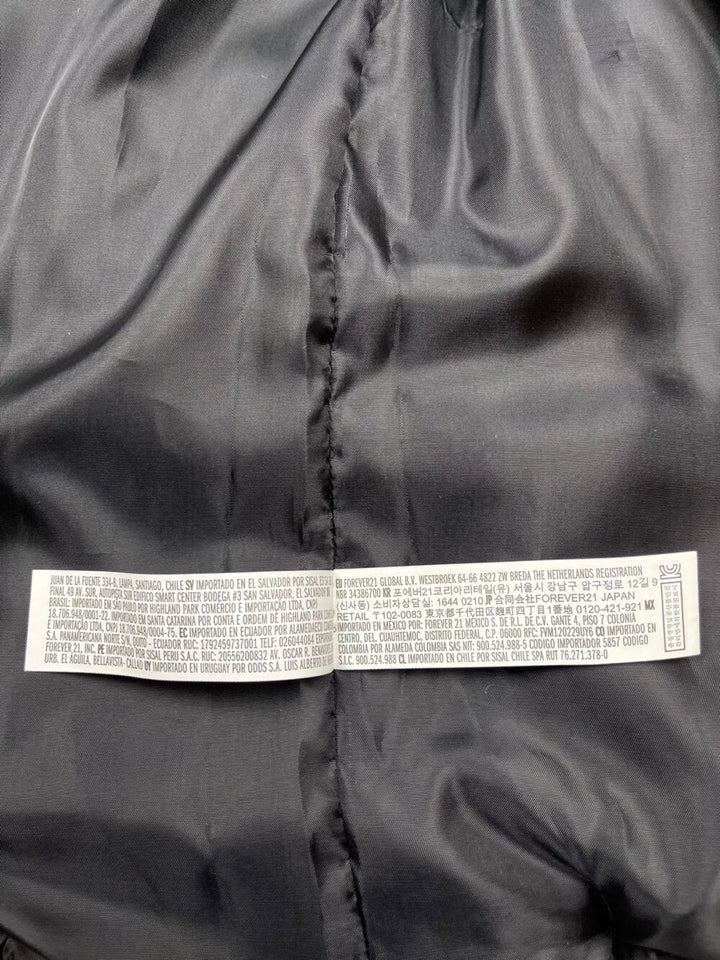 JUAN DE LA FUENTE 334-B, LAMPA, SANTIAGO, CHILE SV IMPORTADO EN EL SALVADOR POR SISAL ES
FINAL 49 AV. SUR, AUTOPISTA SUR EDIFICO SMART CENTER BODEGA #3 SAN SALVADOR, EL SALVADOR
BRASIL: IMPORTADO EM SÃO PAULO POR HIGHLAND PARK COMERCIO E IMPORTAÇÃO LTDA, CNPJ
18.706.948/0001-22. IMPORTADO EM SANTA CATARINA POR CONTA E ORDEM DE HIGHLAND PARK
IMPORTAÇÃO LTDA, CNPJ 18.706.948/0004-75. EC IMPORTADO EN ECUADOR POR ALAMEDA
S.A. PANAMERICANA NORTE S/N, QUITO - ECUADOR RUC: 1792459737001 TELF: 026044004 EXPORTADO
FOREVER 21, INC. PE IMPORTADO POR SISAL PERU S.A.C. RUC: 20556200832 AV. OSCAR R.
URB. EL ÁGUILA, BELLAVISTA- CALLAO UY IMPORTADO EN URUGUAY POR ODOS S.A. LUIS ALBERTO DE
EU FOREVER21 GLOBAL B.V. WESTBROEK 64-66 4822 ZW BREDA THE NETHERLANDS REGISTRATION
NBR 34386700 KR 포에버21코리아리테일(유) 서울시 강남구 압구정로 12길 9
(신사동) 소비자상담실: 1644 0210 JP 合同会社FOREVER21 JAPAN
RETAIL 〒102-0083 東京都千代田区麹町四丁目1番地 0120-421-921 MX
IMPORTADO EN MEXICO POR: FOREVER 21 MÉXICO S. DE R.L. DE C.V. GANTE 4, PISO 7 COLONIA
CENTRO, DEL. CUAUHTEMOC, DISTRITO FEDERAL, C.P. 06000 RFC: FVM120229UY6 CO IMPORTADO EN
COLOMBIA POR ALAMEDA COLOMBIA SAS NIT: 900.524.988-5 CODIGO IMPORTADOR 5857 CODIGO
S.I.C. 900.524.988 CL IMPORTADO EN CHILE POR SISAL CHILE SPA RUT 76.271.378-0